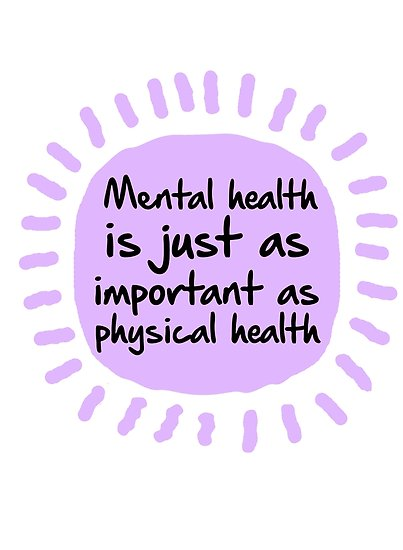 Mental health
is just as
important as
physical health